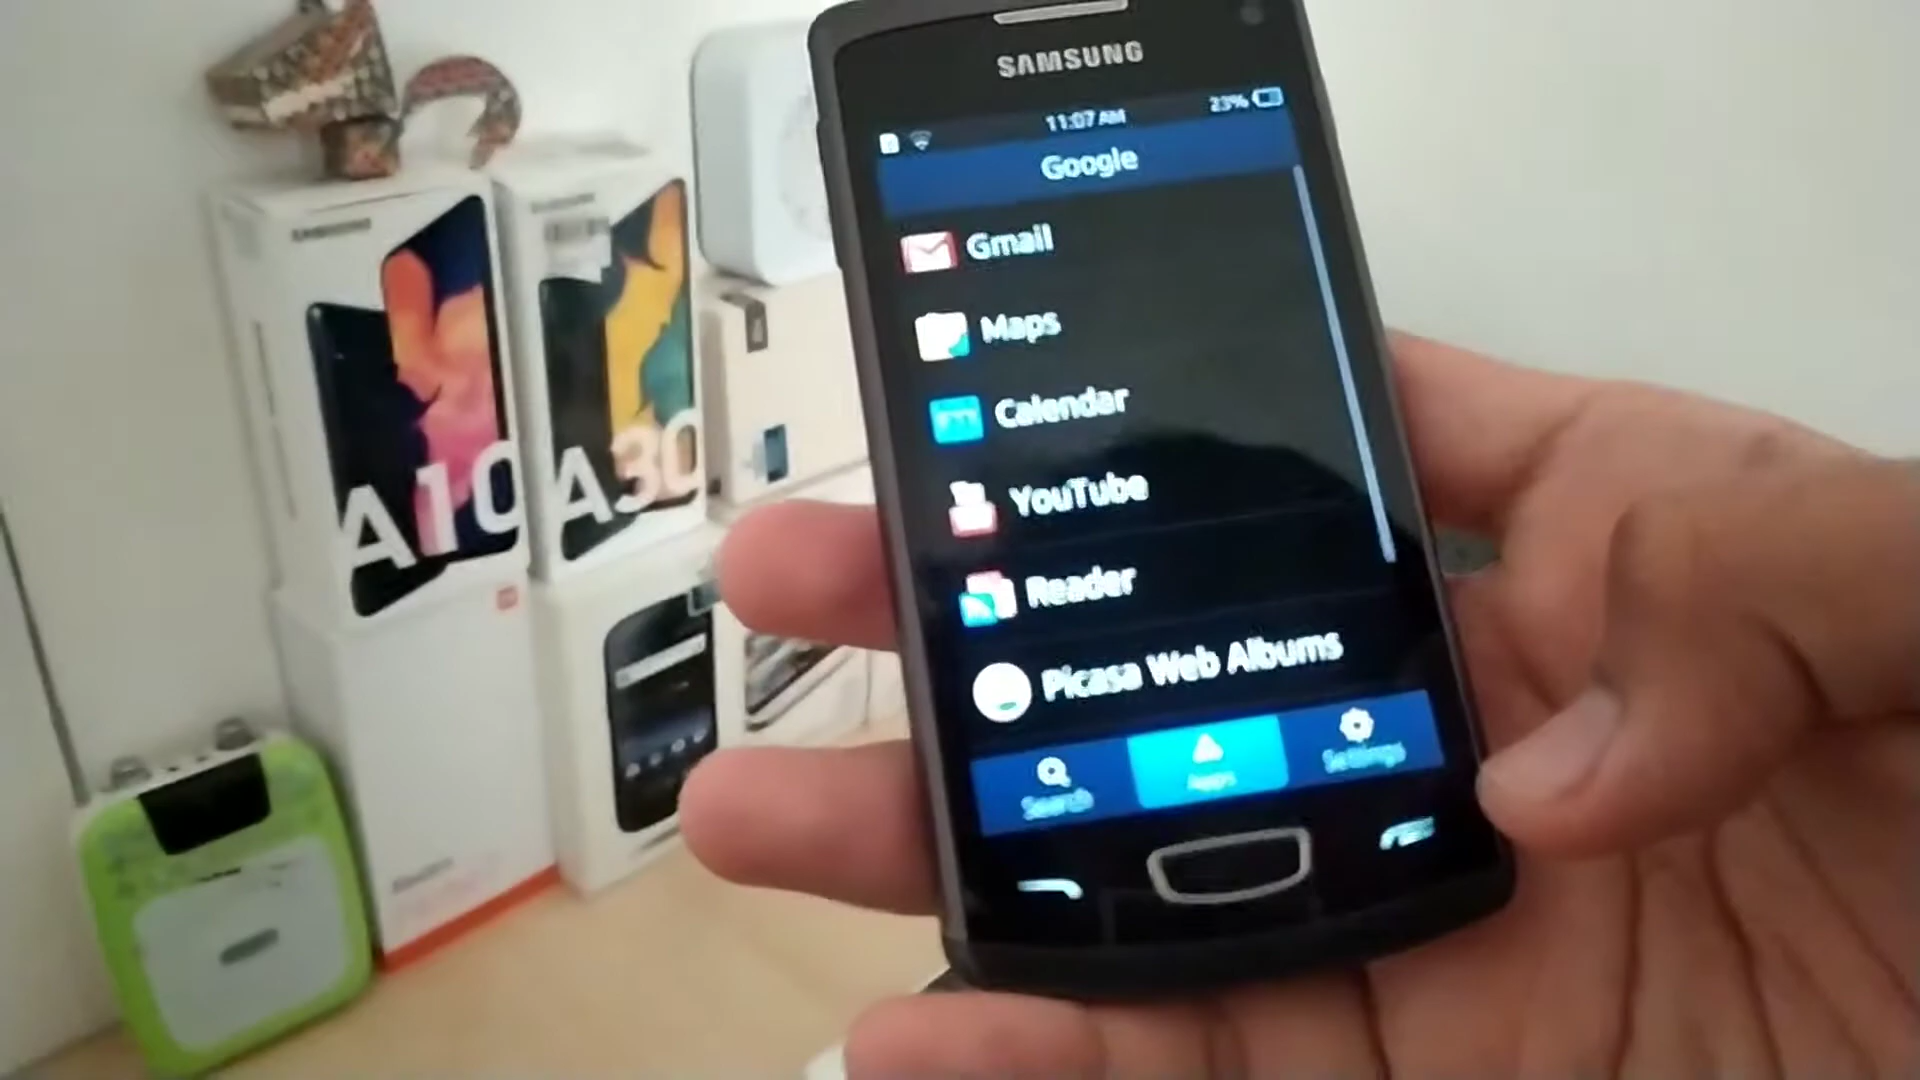 SAMSUNG
11:07 AM
23%
Google
Gmail
Maps
Calendar
YouTube
Reader
Picasa Web Albums
Search
Apps
Settings
SAMSUNG
A10
A30
4